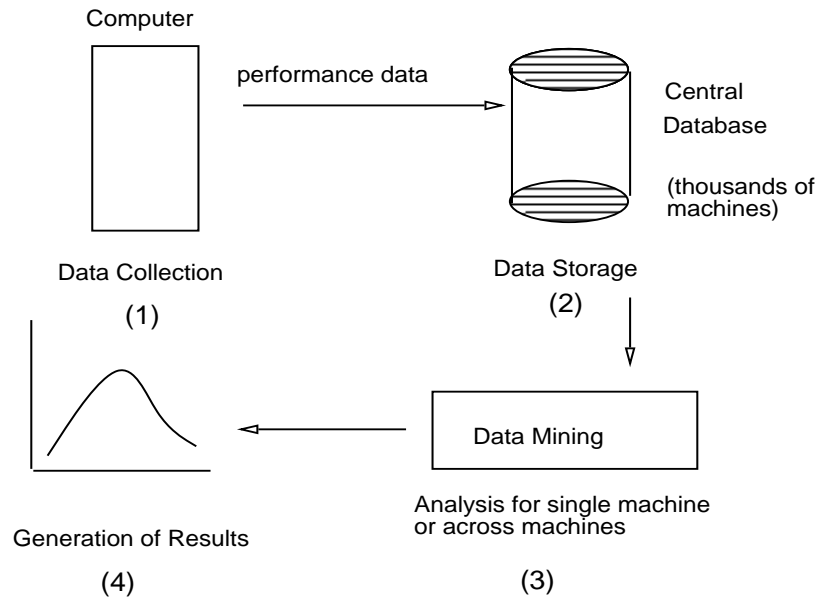 Computer
performance data
Central
Database
(thousands of
machines)
Data Collection
(1)
Data Storage
(2)
Data Mining
Analysis for single machine
or across machines
(3)
Generation of Results
(4)